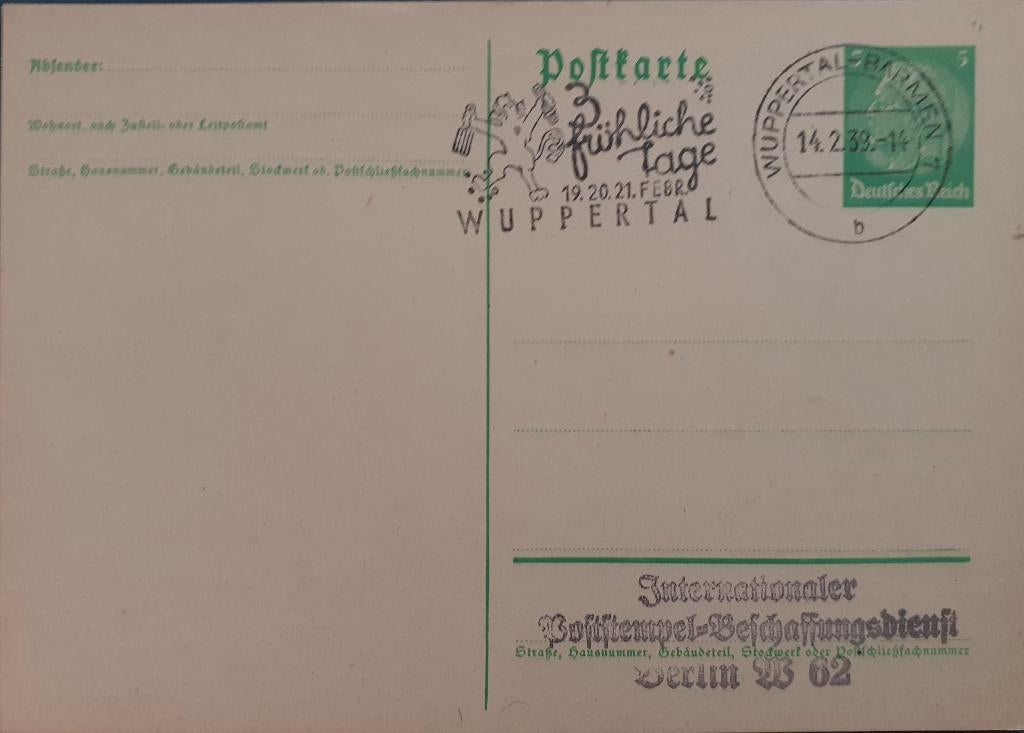 Absender:
Wohnort, auch Zustell- oder Leitpostamt
Straße, Hausnummer, Gebäudeteil, Stockwerk od. Postschließfachnummer
Postkarte
3 fröhliche
Tage
19.20.21. FEBR.
WUPPERTAL
WUPPERTAL-BARMEN 1
14.2.39.-14
b
5 5
Deutsches Reich
Internationaler
Poststempel-Beschaffungsdienst
Straße, Hausnummer, Gebäudeteil, Stockwerk oder Postschließfachnummer
Berlin W 62